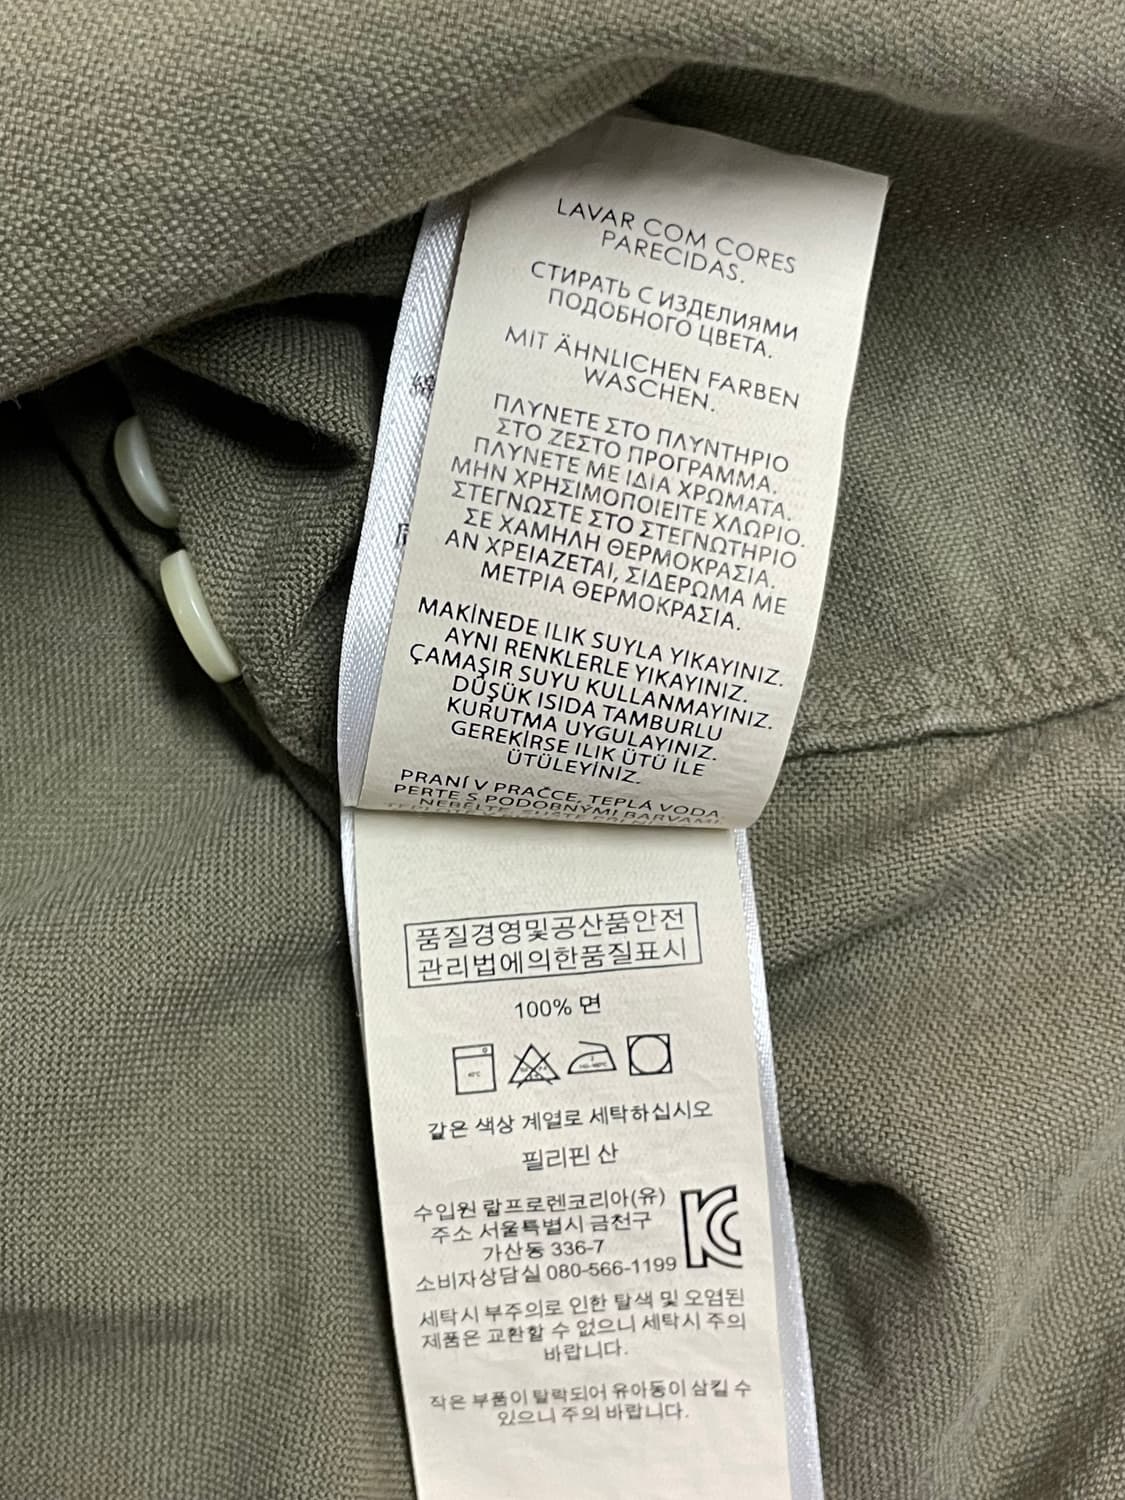 LAVAR COM CORES
PARECIDAS.
СТИРАТЬ С ИЗДЕЛИЯМИ
ПОДОБНОГО ЦВЕТА.
MIT ÄHNLICHEN FARBEN
WASCHEN.
ΠΛΥΝΕΤΕ ΣΤΟ ΠΛΥΝΤΗΡΙΟ
ΣΤΟ ΖΕΣΤΟ ΠΡΟΓΡΑΜΜΑ.
ΠΛΥΝΕΤΕ ΜΕ ΙΔΙΑ ΧΡΩΜΑΤΑ.
ΜΗΝ ΧΡΗΣΙΜΟΠΟΙΕΙΤΕ ΧΛΩΡΙΟ.
ΣΤΕΓΝΩΣΤΕ ΣΤΟ ΣΤΕΓΝΩΤΗΡΙΟ
ΣΕ ΧΑΜΗΛΗ ΘΕΡΜΟΚΡΑΣΙΑ.
ΑΝ ΧΡΕΙΑΖΕΤΑΙ, ΣΙΔΕΡΩΜΑ ΜΕ
ΜΕΤΡΙΑ ΘΕΡΜΟΚΡΑΣΙΑ.
MAKİNEDE ILIK SUYLA YIKAYINIZ.
AYNI RENKLERLE YIKAYINIZ.
ÇAMAŞIR SUYU KULLANMAYINIZ.
DÜŞÜK ISIDA TAMBURLU
KURUTMA UYGULAYINIZ.
GEREKİRSE ILIK ÜTÜ İLE
ÜTÜLEYİNİZ.
PRANÍ V PRAČCE, TEPLÁ VODA
PERTE S PODOBNÝMI BARVAMI.
NEBĚLTE.
품질경영및공산품안전
관리법에의한품질표시
100% 면
40℃
같은 색상 계열로 세탁하십시오
필리핀 산
수입원 랄프로렌코리아(유)
주소 서울특별시 금천구
가산동 336-7
소비자상담실 080-566-1199
세탁시 부주의로 인한 탈색 및 오염된
제품은 교환할 수 없으니 세탁시 주의
바랍니다.
작은 부품이 탈락되어 유아동이 삼킬 수
있으니 주의 바랍니다.